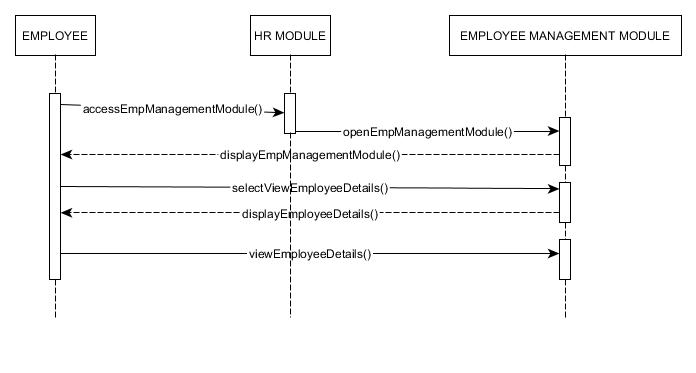 EMPLOYEE
HR MODULE
EMPLOYEE MANAGEMENT MODULE
accessEmpManagementModule()
openEmpManagementModule()
displayEmpManagementModule()
selectViewEmployeeDetails()
displayEmployeeDetails()
viewEmployeeDetails()